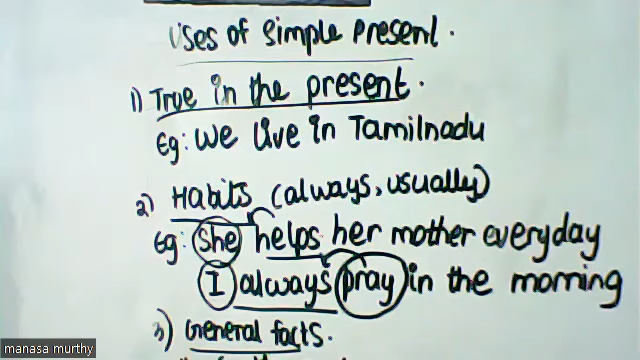 Uses of simple present.
1) True in the present.
Eg: We live in Tamilnadu
2) Habits (always, usually)
Eg: She helps her mother everyday
I always pray in the morning
3) General facts.
manasa murthy